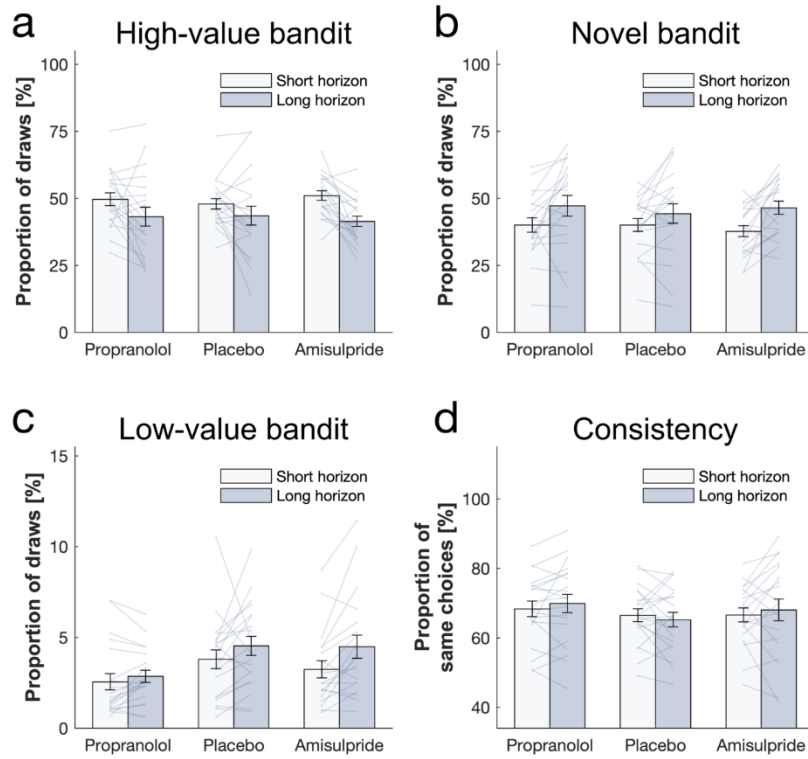 a
High-value bandit
Proportion of draws [%]
100
75
50
25
0
Short horizon
Long horizon
Propranolol
Placebo
Amisulpride
b
Novel bandit
Proportion of draws [%]
100
75
50
25
0
Short horizon
Long horizon
Propranolol
Placebo
Amisulpride
c
Low-value bandit
Proportion of draws [%]
15
10
5
0
Short horizon
Long horizon
Propranolol
Placebo
Amisulpride
d
Consistency
Proportion of
same choices [%]
100
80
60
40
Short horizon
Long horizon
Propranolol
Placebo
Amisulpride